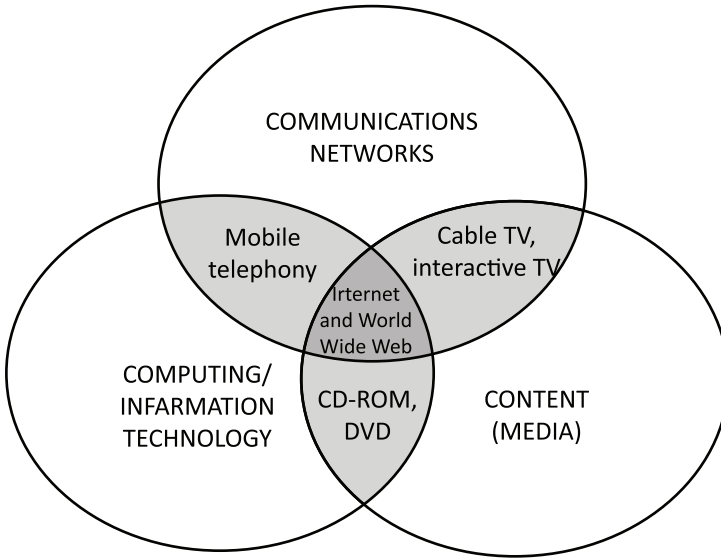 COMMUNICATIONS
NETWORKS
Mobile
telephony
Cable TV,
interactive TV
Irternet
and World
Wide Web
COMPUTING/
INFARMATION
TECHNOLOGY
CD-ROM,
DVD
CONTENT
(MEDIA)